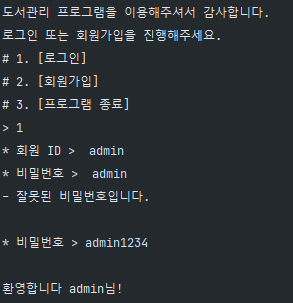 도서관리 프로그램을 이용해주셔서 감사합니다.
로그인 또는 회원가입을 진행해주세요.
# 1. [로그인]
# 2. [회원가입]
# 3. [프로그램 종료]
> 1
* 회원 ID >  admin
* 비밀번호 >  admin
- 잘못된 비밀번호입니다.
* 비밀번호 > admin1234
환영합니다 admin님!